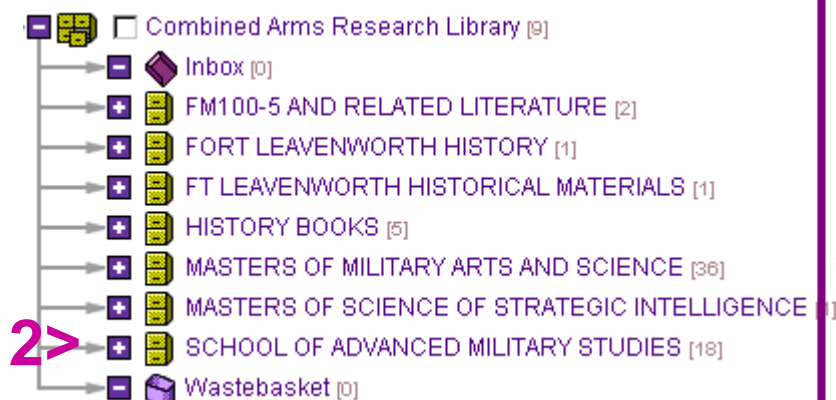 Combined Arms Research Library [9]
Inbox [0]
FM100-5 AND RELATED LITERATURE [2]
FORT LEAVENWORTH HISTORY [1]
FT LEAVENWORTH HISTORICAL MATERIALS [1]
HISTORY BOOKS [5]
MASTERS OF MILITARY ARTS AND SCIENCE [36]
MASTERS OF SCIENCE OF STRATEGIC INTELLIGENCE [1]
2> SCHOOL OF ADVANCED MILITARY STUDIES [18]
Wastebasket [0]